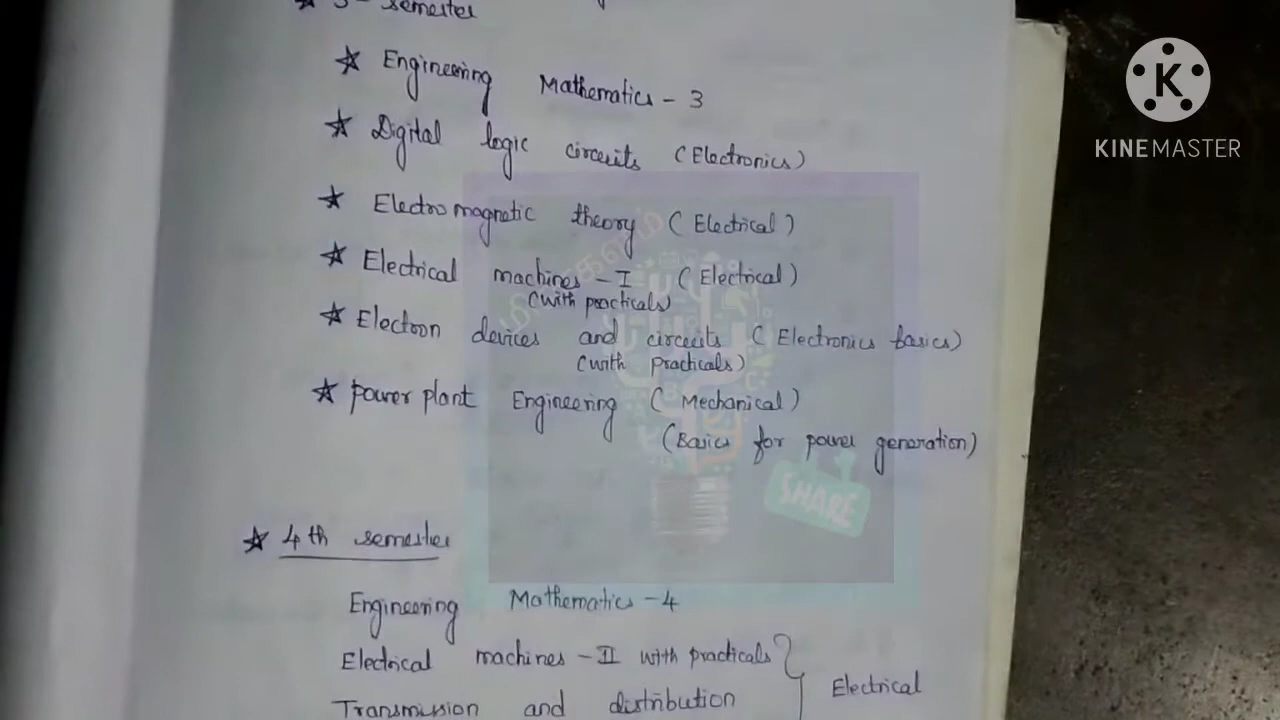 ★ 3 - semester
★ Engineering Mathematics - 3
★ Digital logic circuits (Electronics)
★ Electromagnetic theory (Electrical)
★ Electrical machines - I (Electrical)
(with practicals)
★ Electron devices and circuits (Electronics basics)
(with practicals)
★ power plant Engineering (Mechanical)
(Basics for power generation)
★ 4th semester
Engineering Mathematics - 4
Electrical machines - II with practicals
Transmission and distribution
Electrical
K
KINEMASTER
SHARE